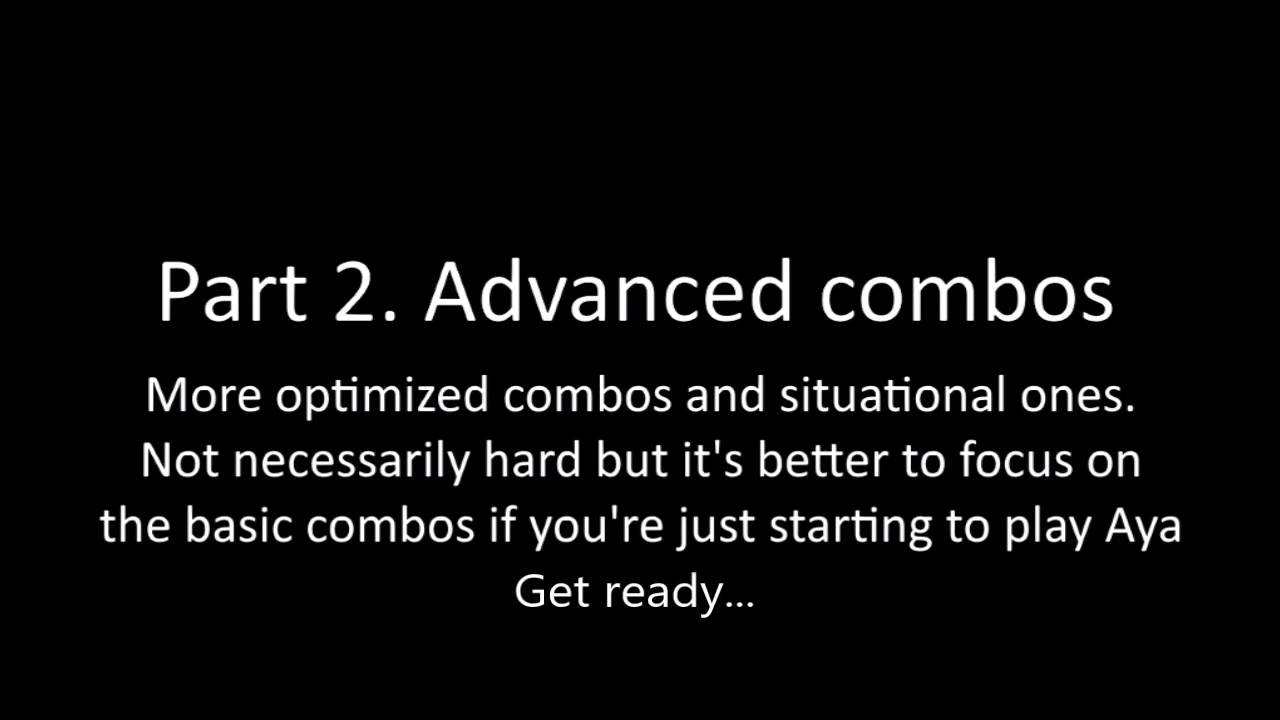 Part 2. Advanced combos
More optimized combos and situational ones.
Not necessarily hard but it's better to focus on
the basic combos if you're just starting to play Aya
Get ready...